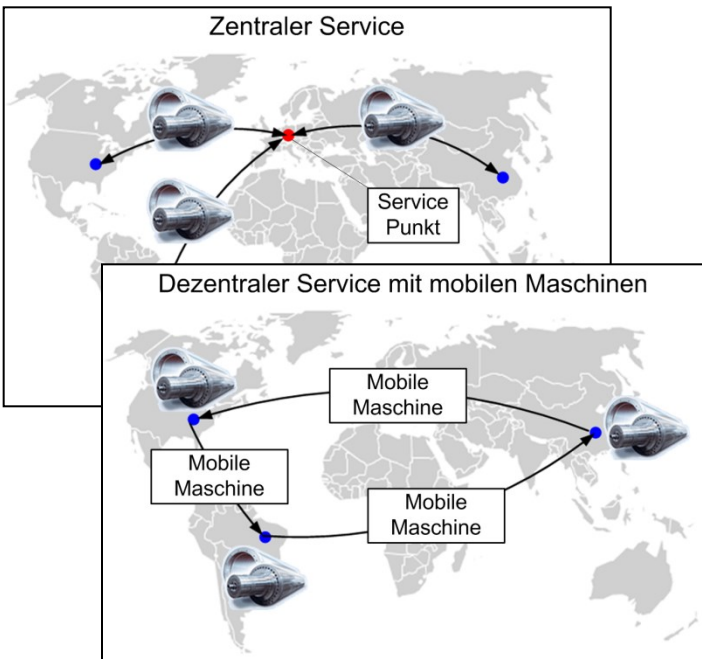 Zentraler Service
Service
Punkt
Dezentraler Service mit mobilen Maschinen
Mobile
Maschine
Mobile
Maschine
Mobile
Maschine